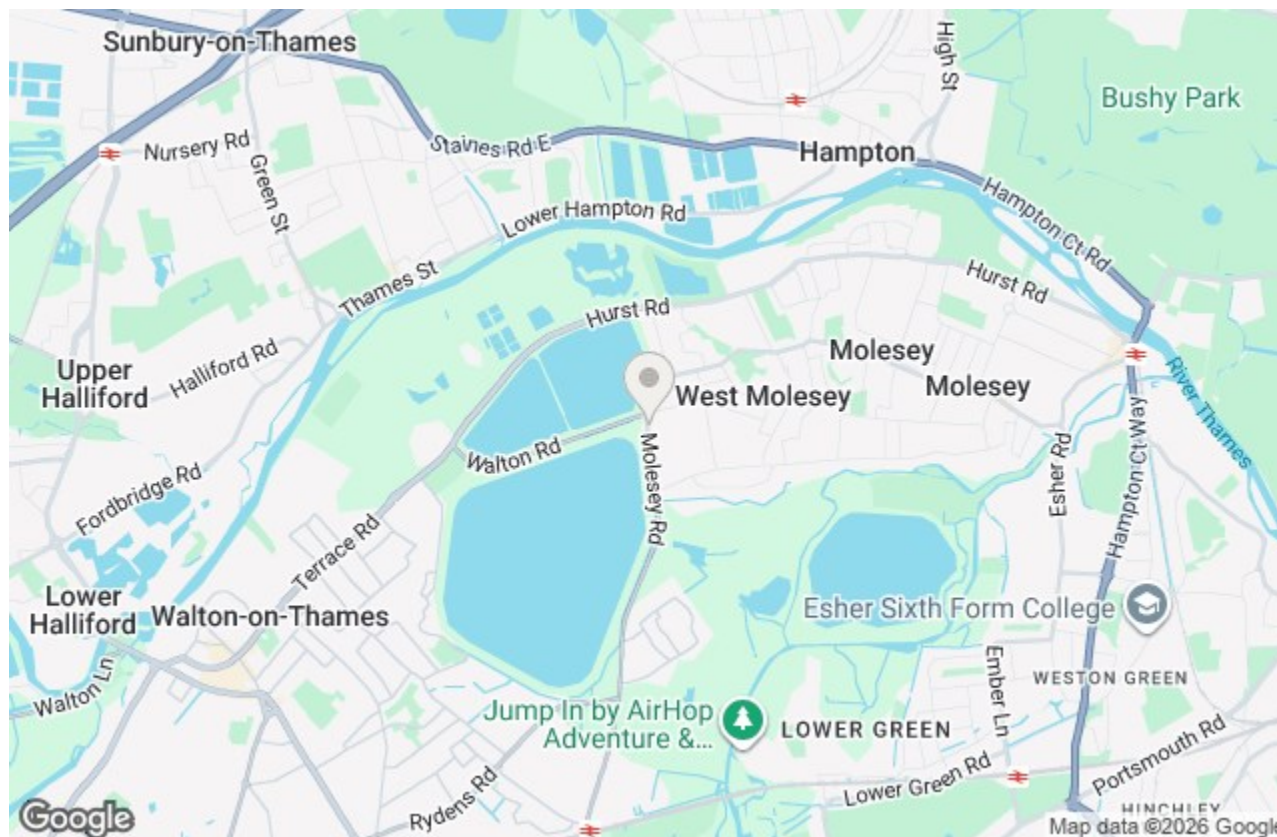 Sunbury-on-Thames
High St
Bushy Park
Nursery Rd
Staines Rd E
Hampton
Green St
Lower Hampton Rd
Hampton Ct Rd
Thames St
Hurst Rd
Hurst Rd
Halliford Rd
Upper
Halliford
Molesey
Molesey
West Molesey
River Thames
Walton Rd
Molesey Rd
Esher Rd
Hampton Ct Way
Fordbridge Rd
Terrace Rd
Lower
Halliford
Walton-on-Thames
Esher Sixth Form College
Walton Ln
Ember Ln
WESTON GREEN
Jump In by AirHop
Adventure &...
LOWER GREEN
Portsmouth Rd
Rydens Rd
Lower Green Rd
HINCHLEY
Google
Map data ©2026 Google